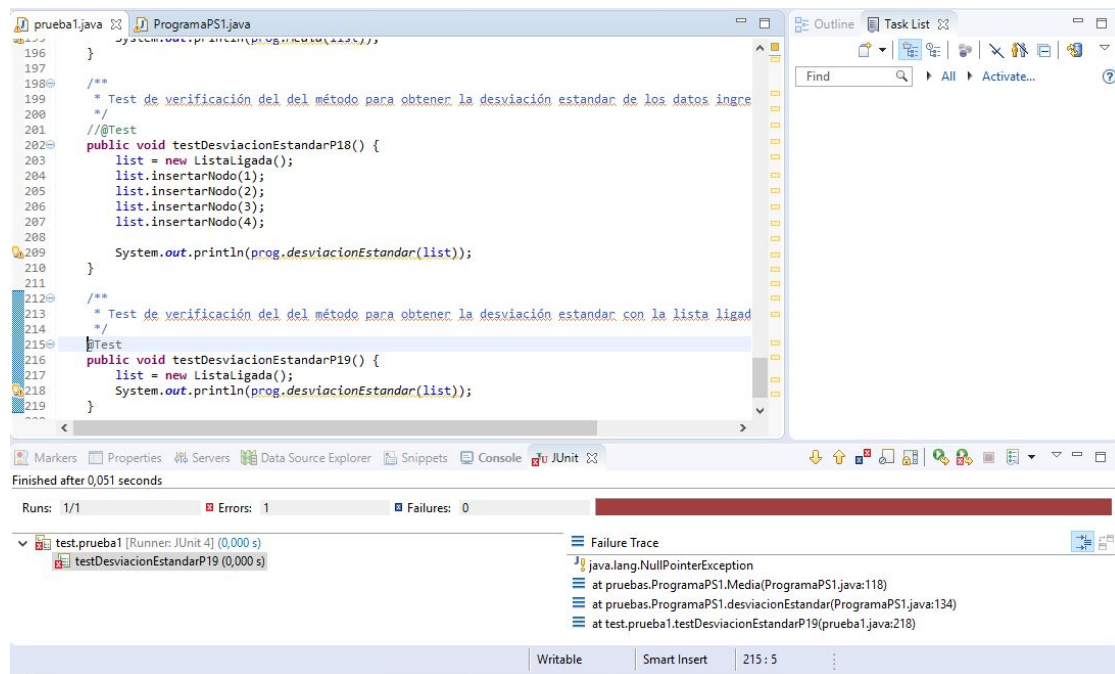 prueba1.java ProgramaPS1.java
195 System.out.println(prog.Media(list));
196 }
197
198 /**
199 * Test de verificación del del método para obtener la desviación estandar de los datos ingre
200 */
201 //@Test
202 public void testDesviacionEstandarP18() {
203 list = new ListaLigada();
204 list.insertarNodo(1);
205 list.insertarNodo(2);
206 list.insertarNodo(3);
207 list.insertarNodo(4);
208
209 System.out.println(prog.desviacionEstandar(list));
210 }
211
212 /**
213 * Test de verificación del del método para obtener la desviación estandar con la lista ligad
214 */
215 @Test
216 public void testDesviacionEstandarP19() {
217 list = new ListaLigada();
218 System.out.println(prog.desviacionEstandar(list));
219 }
Outline Task List
Find All Activate...
Markers Properties Servers Data Source Explorer Snippets Console JUnit
Finished after 0,051 seconds
Runs: 1/1 Errors: 1 Failures: 0
test.prueba1 [Runner: JUnit 4] (0,000 s)
testDesviacionEstandarP19 (0,000 s)
Failure Trace
java.lang.NullPointerException
at pruebas.ProgramaPS1.Media(ProgramaPS1.java:118)
at pruebas.ProgramaPS1.desviacionEstandar(ProgramaPS1.java:134)
at test.prueba1.testDesviacionEstandarP19(prueba1.java:218)
Writable Smart Insert 215 : 5